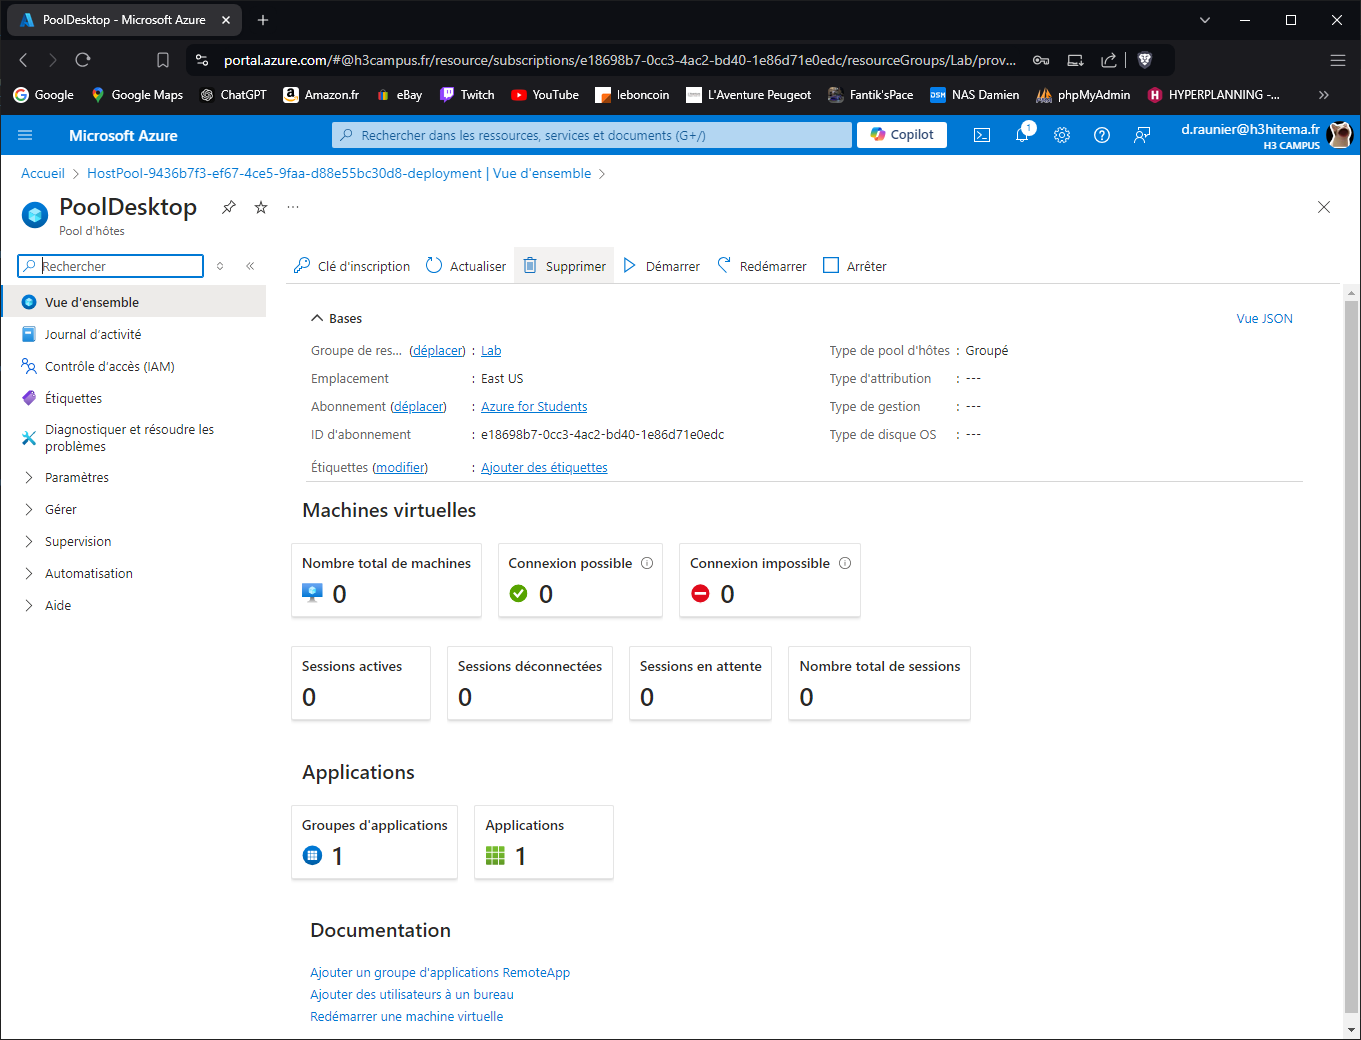 PoolDesktop - Microsoft Azure
portal.azure.com/#@h3campus.fr/resource/subscriptions/e18698b7-0cc3-4ac2-bd40-1e86d71e0edc/resourceGroups/Lab/prov...
Google Google Maps ChatGPT Amazon.fr eBay Twitch YouTube leboncoin L'Aventure Peugeot Fantik'sPace NAS Damien phpMyAdmin HYPERPLANNING -...
Microsoft Azure
Rechercher dans les ressources, services et documents (G+/)
Copilot
1
d.raunier@h3hitema.fr
H3 CAMPUS
Accueil > HostPool-9436b7f3-ef67-4ce5-9faa-d88e55bc30d8-deployment | Vue d'ensemble >
PoolDesktop
Pool d'hôtes
Rechercher
Clé d'inscription Actualiser Supprimer Démarrer Redémarrer Arrêter
Vue d'ensemble
Journal d'activité
Contrôle d'accès (IAM)
Étiquettes
Diagnostiquer et résoudre les
problèmes
Paramètres
Gérer
Supervision
Automatisation
Aide
Bases
Vue JSON
Groupe de res... (déplacer) : Lab
Emplacement : East US
Abonnement (déplacer) : Azure for Students
ID d'abonnement : e18698b7-0cc3-4ac2-bd40-1e86d71e0edc
Étiquettes (modifier) : Ajouter des étiquettes
Type de pool d'hôtes : Groupé
Type d'attribution : ---
Type de gestion : ---
Type de disque OS : ---
Machines virtuelles
Nombre total de machines
0
Connexion possible
0
Connexion impossible
0
Sessions actives
0
Sessions déconnectées
0
Sessions en attente
0
Nombre total de sessions
0
Applications
Groupes d'applications
1
Applications
1
Documentation
Ajouter un groupe d'applications RemoteApp
Ajouter des utilisateurs à un bureau
Redémarrer une machine virtuelle